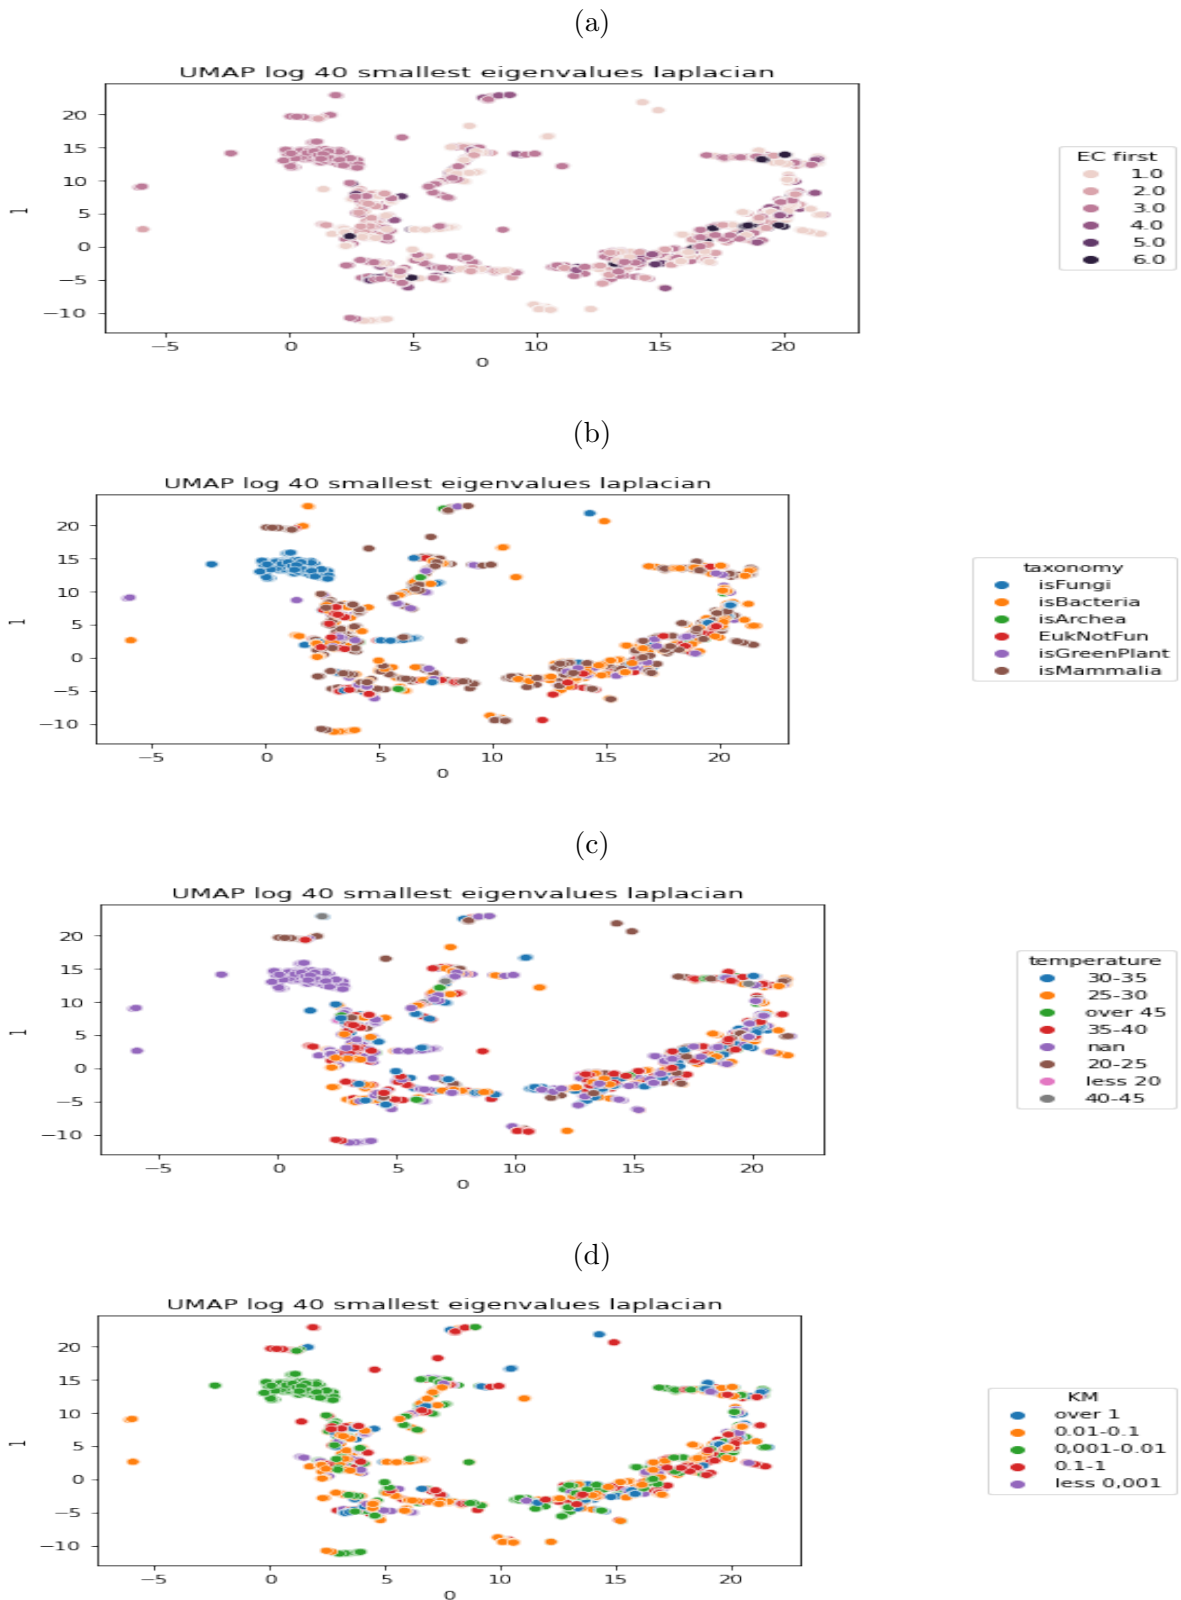 (a)
UMAP log 40 smallest eigenvalues laplacian
20
15
10
5
0
−5
−10
1
−5 0 5 10 15 20
0
EC first
1.0
2.0
3.0
4.0
5.0
6.0
(b)
UMAP log 40 smallest eigenvalues laplacian
20
15
10
5
0
−5
−10
1
−5 0 5 10 15 20
0
taxonomy
isFungi
isBacteria
isArchea
EukNotFun
isGreenPlant
isMammalia
(c)
UMAP log 40 smallest eigenvalues laplacian
20
15
10
5
0
−5
−10
1
−5 0 5 10 15 20
0
temperature
30-35
25-30
over 45
35-40
nan
20-25
less 20
40-45
(d)
UMAP log 40 smallest eigenvalues laplacian
20
15
10
5
0
−5
−10
1
−5 0 5 10 15 20
0
KM
over 1
0.01-0.1
0,001-0.01
0.1-1
less 0,001